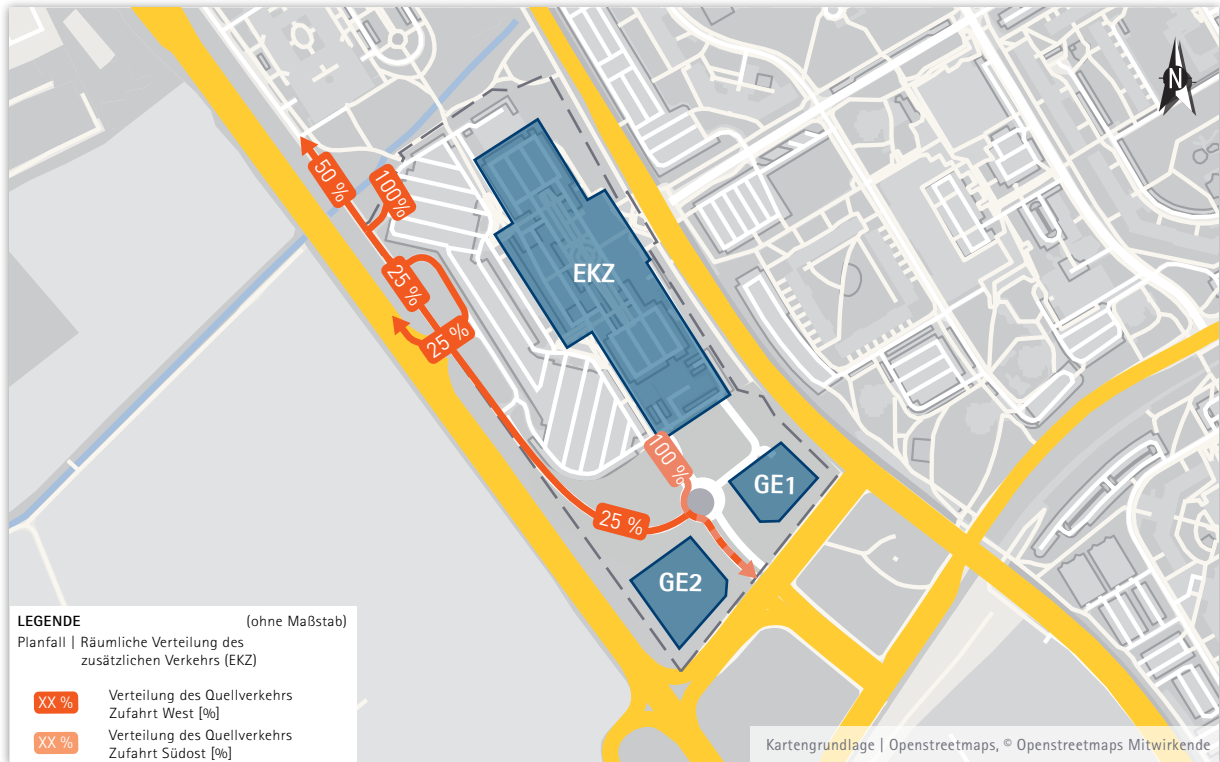 N
50 %
100%
25 %
25 %
EKZ
100 %
GE1
25 %
GE2
LEGENDE (ohne Maßstab)
Planfall | Räumliche Verteilung des
zusätzlichen Verkehrs (EKZ)
XX % Verteilung des Quellverkehrs
Zufahrt West [%]
XX % Verteilung des Quellverkehrs
Zufahrt Südost [%]
Kartengrundlage | Openstreetmaps, © Openstreetmaps Mitwirkende